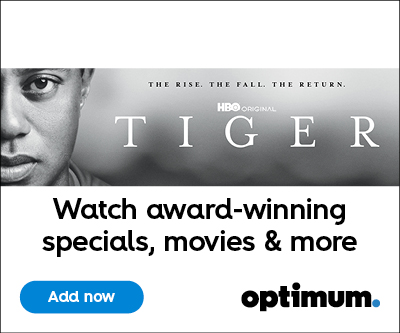 THE RISE. THE FALL. THE RETURN.
HBO ORIGINAL
TIGER
Watch award-winning
specials, movies & more
Add now
optimum.